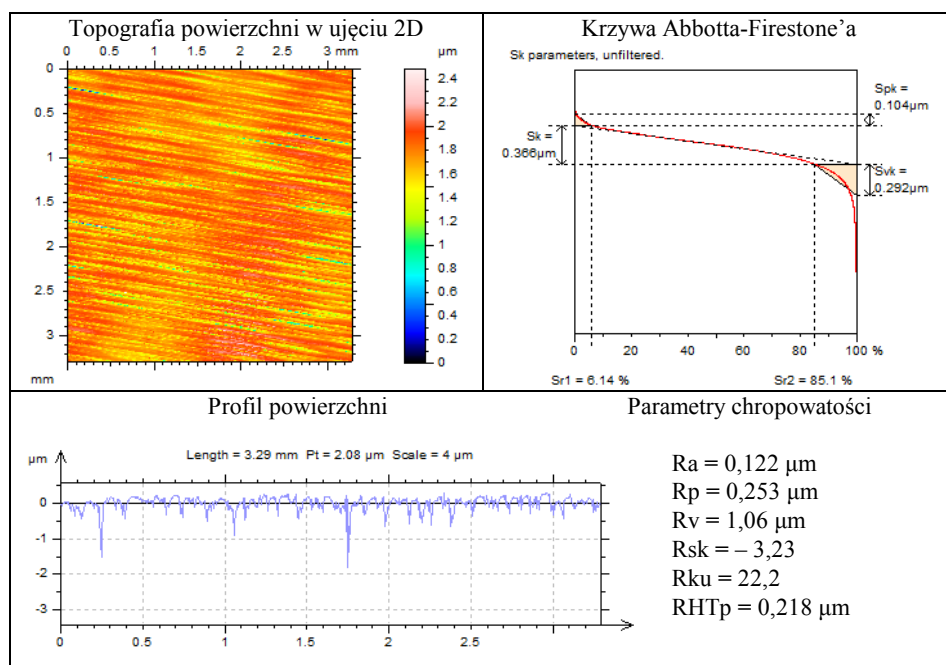 Topografia powierzchni w ujęciu 2D
0 0.5 1 1.5 2 2.5 3 mm
µm
0
0.5
1
1.5
2
2.5
3
mm
2.4
2.2
2
1.8
1.6
1.4
1.2
1
0.8
0.6
0.4
0.2
0
Krzywa Abbotta-Firestone’a
Sk parameters, unfiltered.
Spk =
0.104µm
Sk =
0.366µm
Svk =
0.292µm
0 20 40 60 80 100 %
Sr1 = 6.14 % Sr2 = 85.1 %
Profil powierzchni
µm
Length = 3.29 mm Pt = 2.08 µm Scale = 4 µm
0
-1
-2
-3
0 0.5 1 1.5 2 2.5
Parametry chropowatości
Ra = 0,122 µm
Rp = 0,253 µm
Rv = 1,06 µm
Rsk = – 3,23
Rku = 22,2
RHTp = 0,218 µm